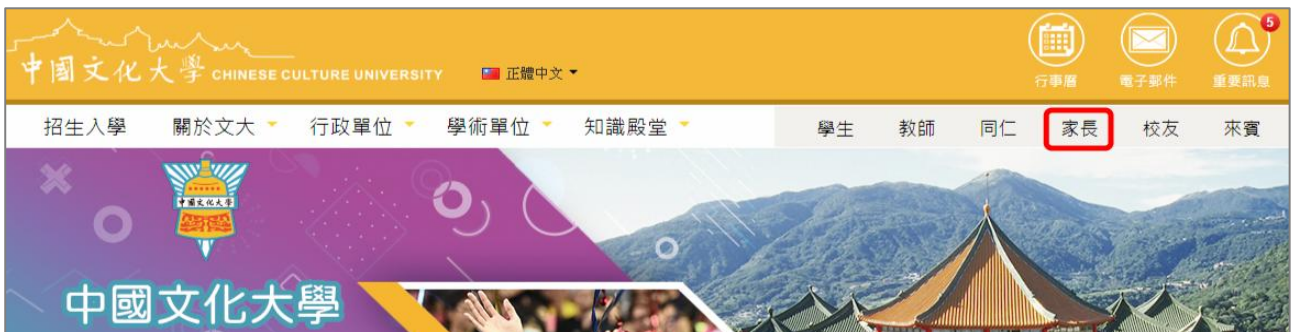 中國文化大學 CHINESE CULTURE UNIVERSITY
正體中文
5
行事曆
電子郵件
重要訊息
招生入學 關於文大 行政單位 學術單位 知識殿堂
學生 教師 同仁 家長 校友 來賓
中國文化大學
中國文化大學